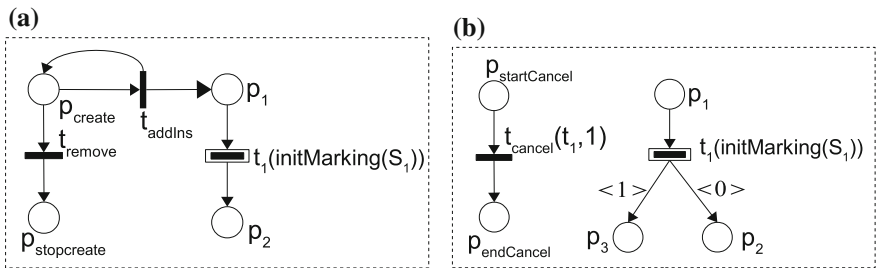 (a)
p_create
t_addIns
p_1
t_remove
t_1(initMarking(S_1))
p_stopcreate
p_2
(b)
p_startCancel
p_1
t_cancel(t_1,1)
t_1(initMarking(S_1))
<1>
<0>
p_endCancel
p_3
p_2